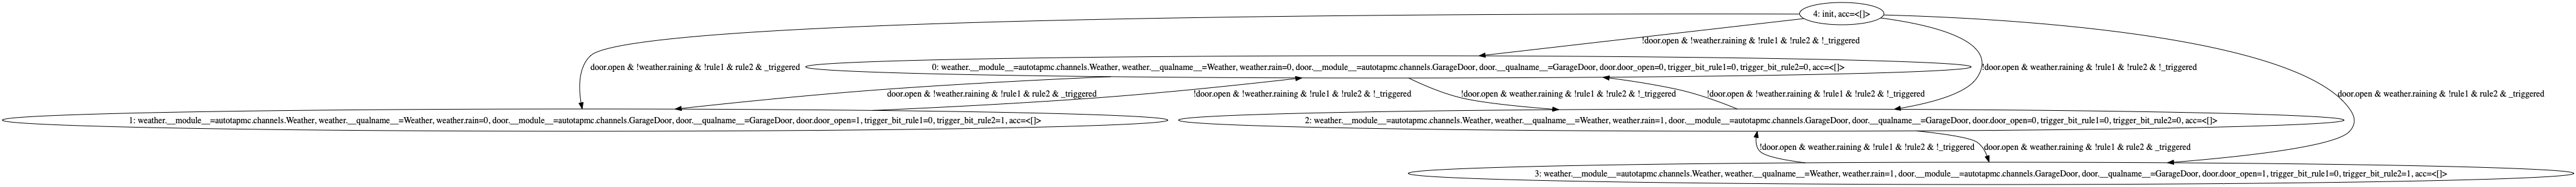 4: init, acc=<[]>
!door.open & !weather.raining & !rule1 & !rule2 & !_triggered
door.open & !weather.raining & !rule1 & rule2 & _triggered
0: weather.__module__=autotapmc.channels.Weather, weather.__qualname__=Weather, weather.rain=0, door.__module__=autotapmc.channels.GarageDoor, door.__qualname__=GarageDoor, door.door_open=0, trigger_bit_rule1=0, trigger_bit_rule2=0, acc=<[]>
!door.open & weather.raining & !rule1 & !rule2 & !_triggered
door.open & !weather.raining & !rule1 & rule2 & _triggered
!door.open & !weather.raining & !rule1 & !rule2 & !_triggered
!door.open & weather.raining & !rule1 & !rule2 & !_triggered
!door.open & !weather.raining & !rule1 & !rule2 & !_triggered
door.open & weather.raining & !rule1 & rule2 & _triggered
1: weather.__module__=autotapmc.channels.Weather, weather.__qualname__=Weather, weather.rain=0, door.__module__=autotapmc.channels.GarageDoor, door.__qualname__=GarageDoor, door.door_open=1, trigger_bit_rule1=0, trigger_bit_rule2=1, acc=<[]>
2: weather.__module__=autotapmc.channels.Weather, weather.__qualname__=Weather, weather.rain=1, door.__module__=autotapmc.channels.GarageDoor, door.__qualname__=GarageDoor, door.door_open=0, trigger_bit_rule1=0, trigger_bit_rule2=0, acc=<[]>
!door.open & weather.raining & !rule1 & !rule2 & !_triggered
door.open & weather.raining & !rule1 & rule2 & _triggered
3: weather.__module__=autotapmc.channels.Weather, weather.__qualname__=Weather, weather.rain=1, door.__module__=autotapmc.channels.GarageDoor, door.__qualname__=GarageDoor, door.door_open=1, trigger_bit_rule1=0, trigger_bit_rule2=1, acc=<[]>